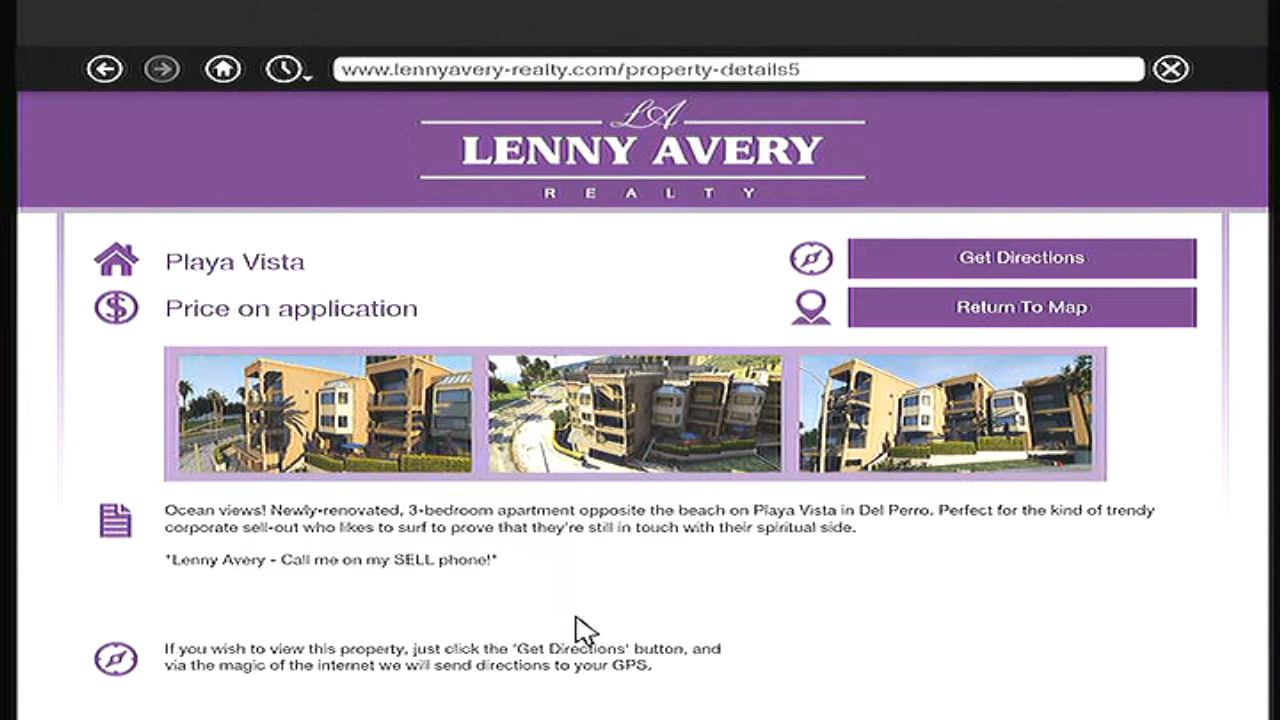 www.lennyavery-realty.com/property-details5
LA
LENNY AVERY
REALTY
Playa Vista
Get Directions
Price on application
Return To Map
Ocean views! Newly-renovated, 3-bedroom apartment opposite the beach on Playa Vista in Del Perro. Perfect for the kind of trendy
corporate sell-out who likes to surf to prove that they're still in touch with their spiritual side.
"Lenny Avery - Call me on my SELL phone!"
If you wish to view this property, just click the 'Get Directions' button, and
via the magic of the internet we will send directions to your GPS.